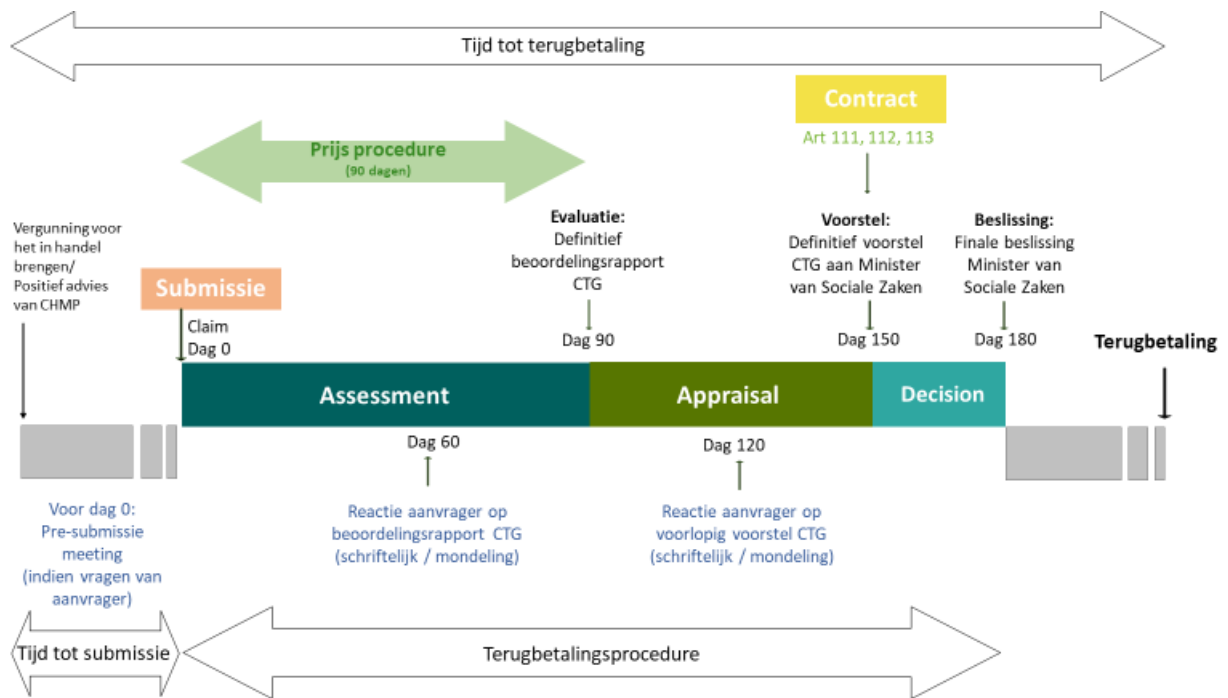 Tijd tot terugbetaling
Contract
Art 111, 112, 113
Prijs procedure
(90 dagen)
Vergunning voor
het in handel
brengen/
Positief advies
van CHMP
Submissie
Claim
Dag 0
Evaluatie:
Definitief
beoordelingsrapport
CTG
Dag 90
Voorstel:
Definitief voorstel
CTG aan Minister
van Sociale Zaken
Dag 150
Beslissing:
Finale beslissing
Minister van
Sociale Zaken
Dag 180
Terugbetaling
Assessment
Appraisal
Decision
Dag 60
Dag 120
Voor dag 0:
Pre-submissie
meeting
(indien vragen van
aanvrager)
Reactie aanvrager op
beoordelingsrapport CTG
(schriftelijk / mondeling)
Reactie aanvrager op
voorlopig voorstel CTG
(schriftelijk / mondeling)
Tijd tot submissie
Terugbetalingsprocedure